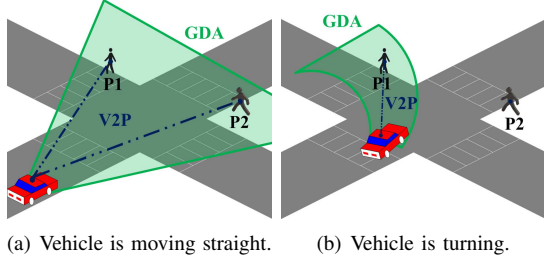 GDA
P1
V2P
P2
(a) Vehicle is moving straight.
GDA
P1
V2P
P2
(b) Vehicle is turning.